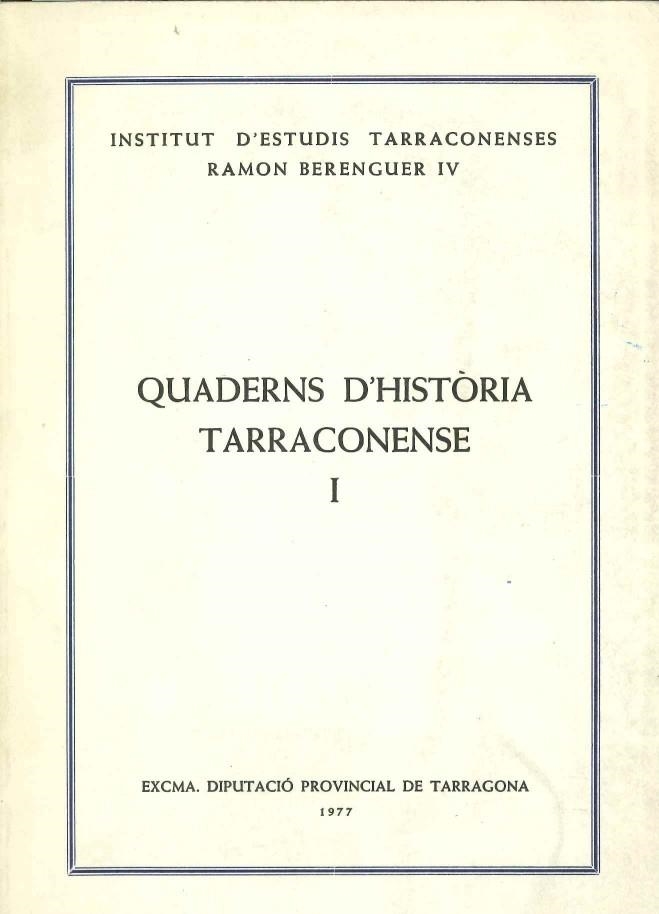 INSTITUT D'ESTUDIS TARRACONENSES
RAMON BERENGUER IV
QUADERNS D'HISTÒRIA
TARRACONENSE
I
EXCMA. DIPUTACIÓ PROVINCIAL DE TARRAGONA
1977